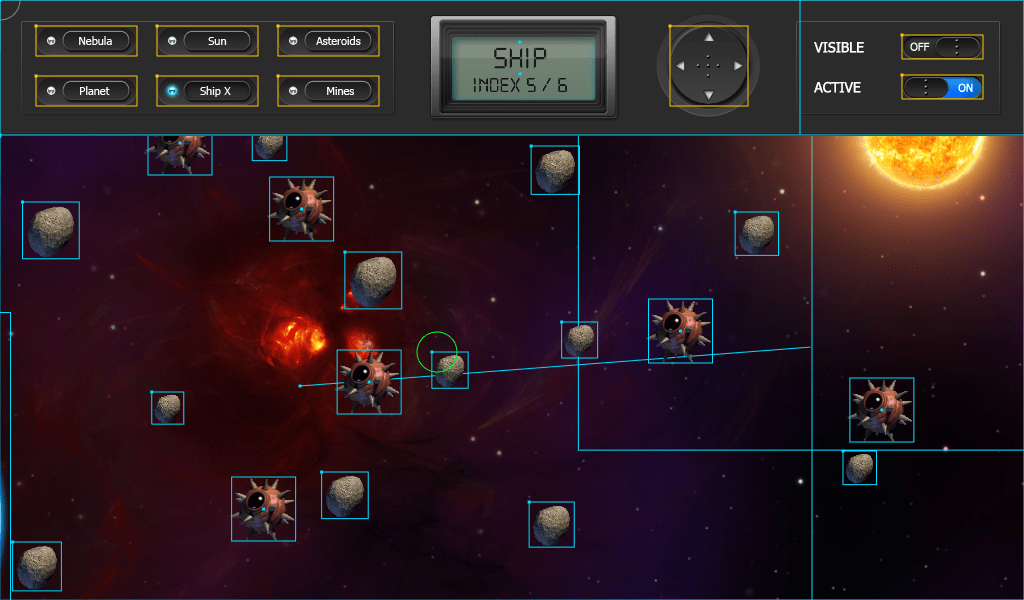 Nebula
Sun
Asteroids
Planet
Ship X
Mines
SHIP
INDEX 5 / 6
VISIBLE
OFF
ACTIVE
ON